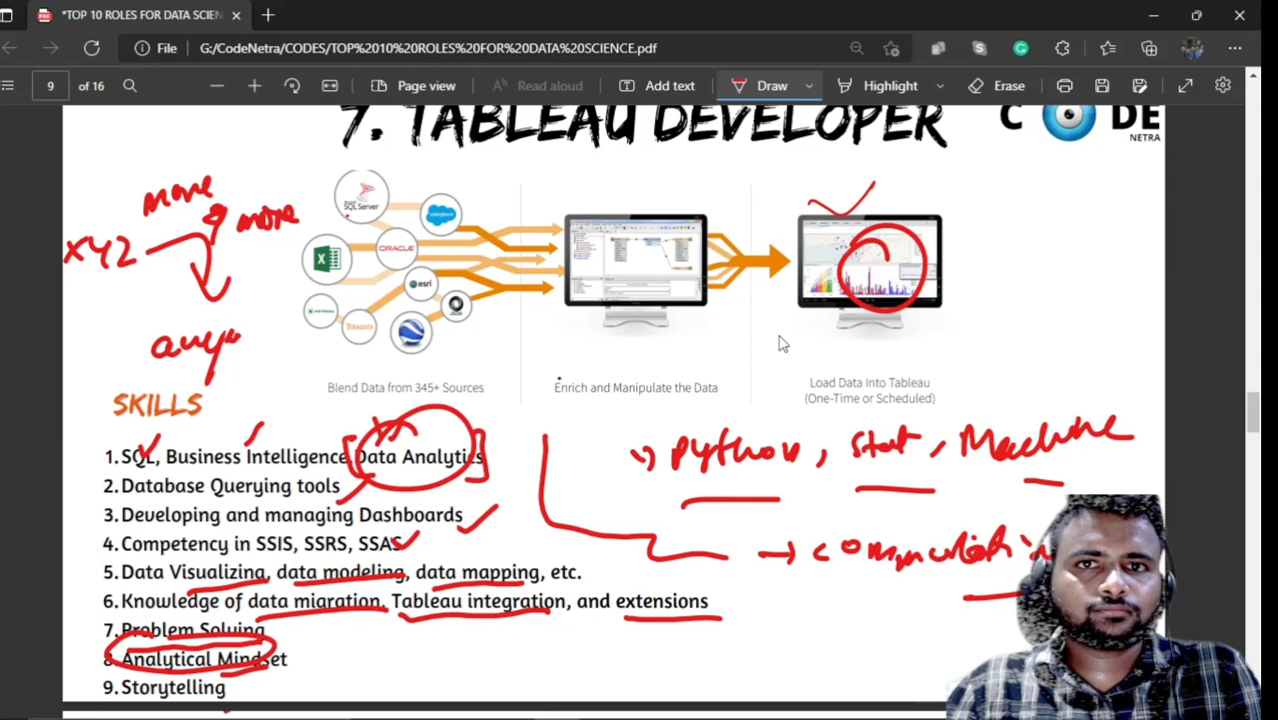 *TOP 10 ROLES FOR DATA SCIEN
File G:/CodeNetra/CODES/TOP%2010%20ROLES%20FOR%20DATA%20SCIENCE.pdf
9 of 16 Page view Read aloud Add text Draw Highlight Erase
7. TABLEAU DEVELOPER
C DE
NETRA
more
more
XYZ
SQL Server
salesforce
ORACLE
esri
TERADATA
Blend Data from 345+ Sources
Enrich and Manipulate the Data
Load Data Into Tableau
(One-Time or Scheduled)
SKILLS
1. SQL, Business Intelligence Data Analytics
2. Database Querying tools
3. Developing and managing Dashboards
4. Competency in SSIS, SSRS, SSAS
5. Data Visualizing, data modeling, data mapping, etc.
6. Knowledge of data migration, Tableau integration, and extensions
7. Problem Solving
8. Analytical Mindset
9. Storytelling
Python, Stat, Machine